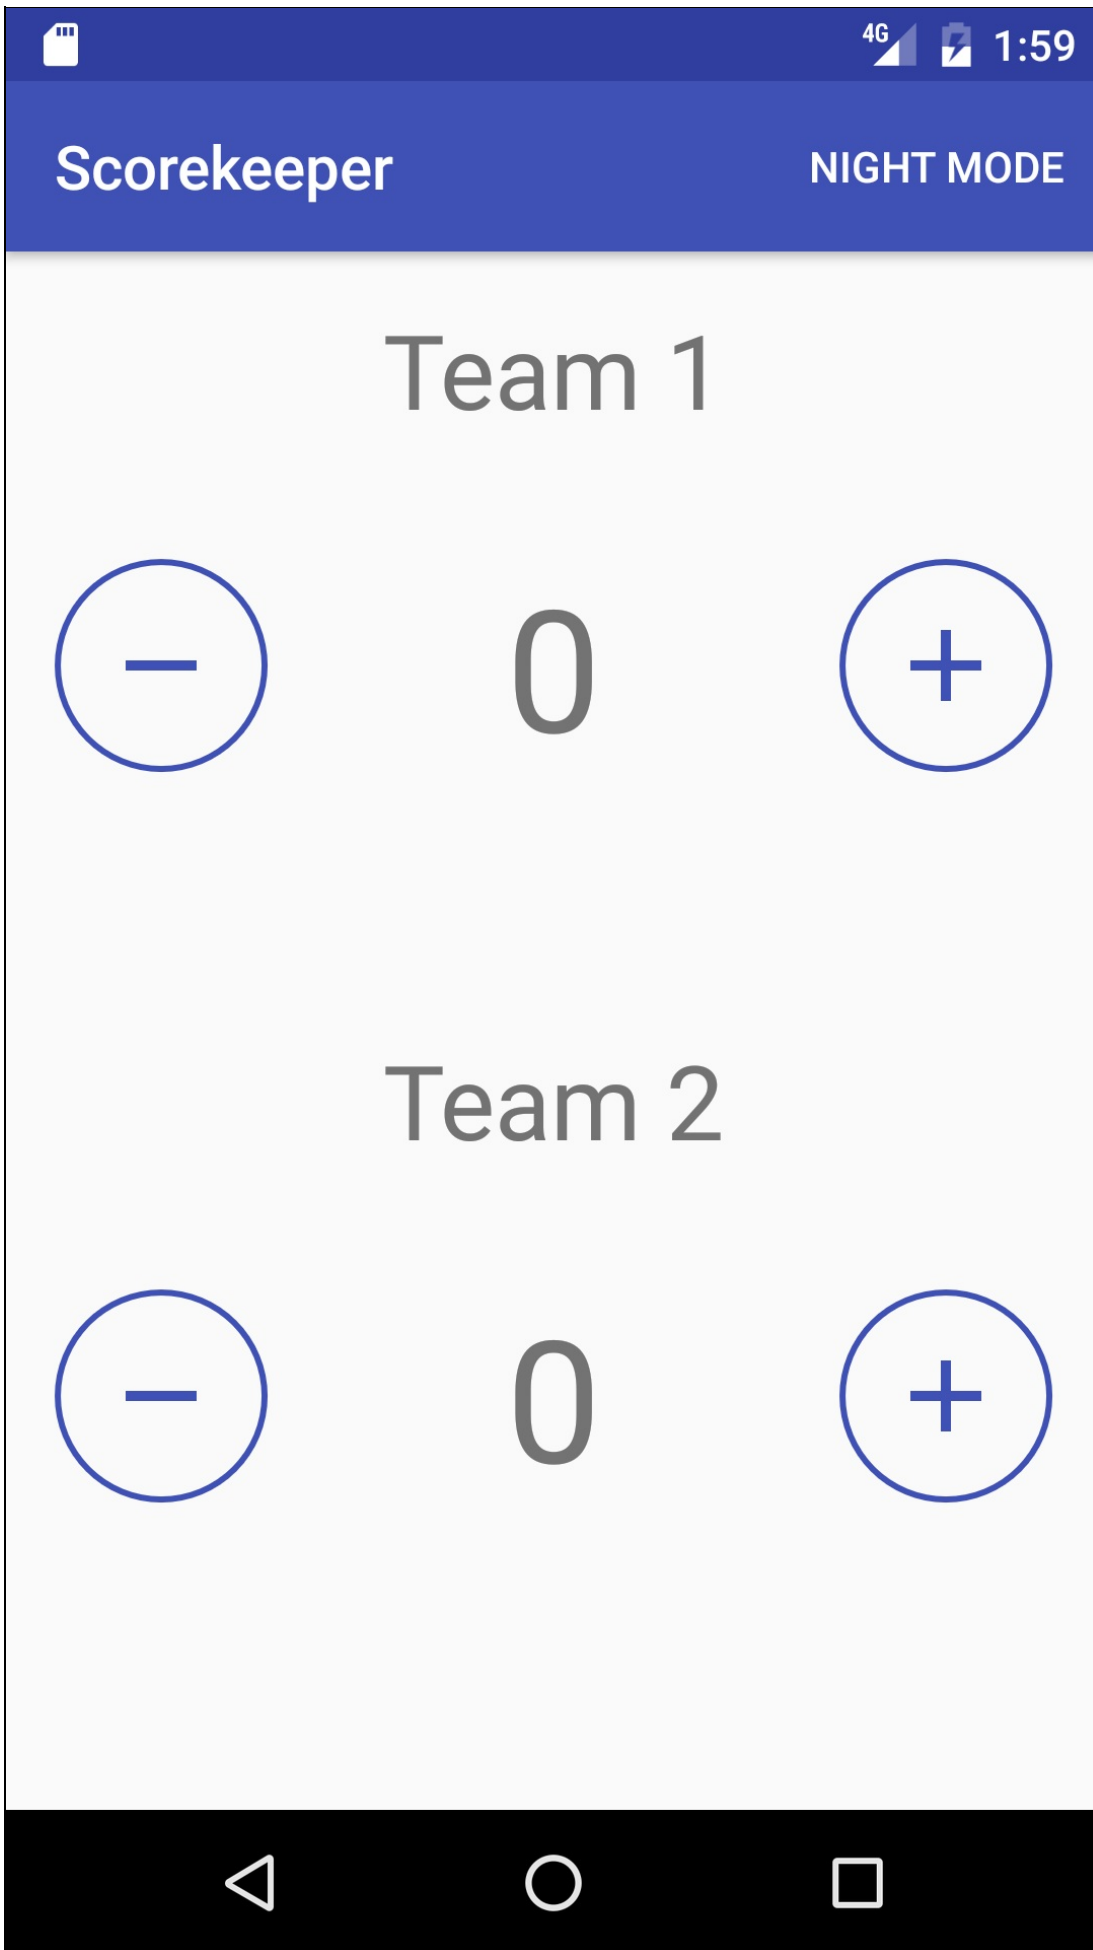 4G 1:59
Scorekeeper NIGHT MODE
Team 1
− 0 +
Team 2
− 0 +